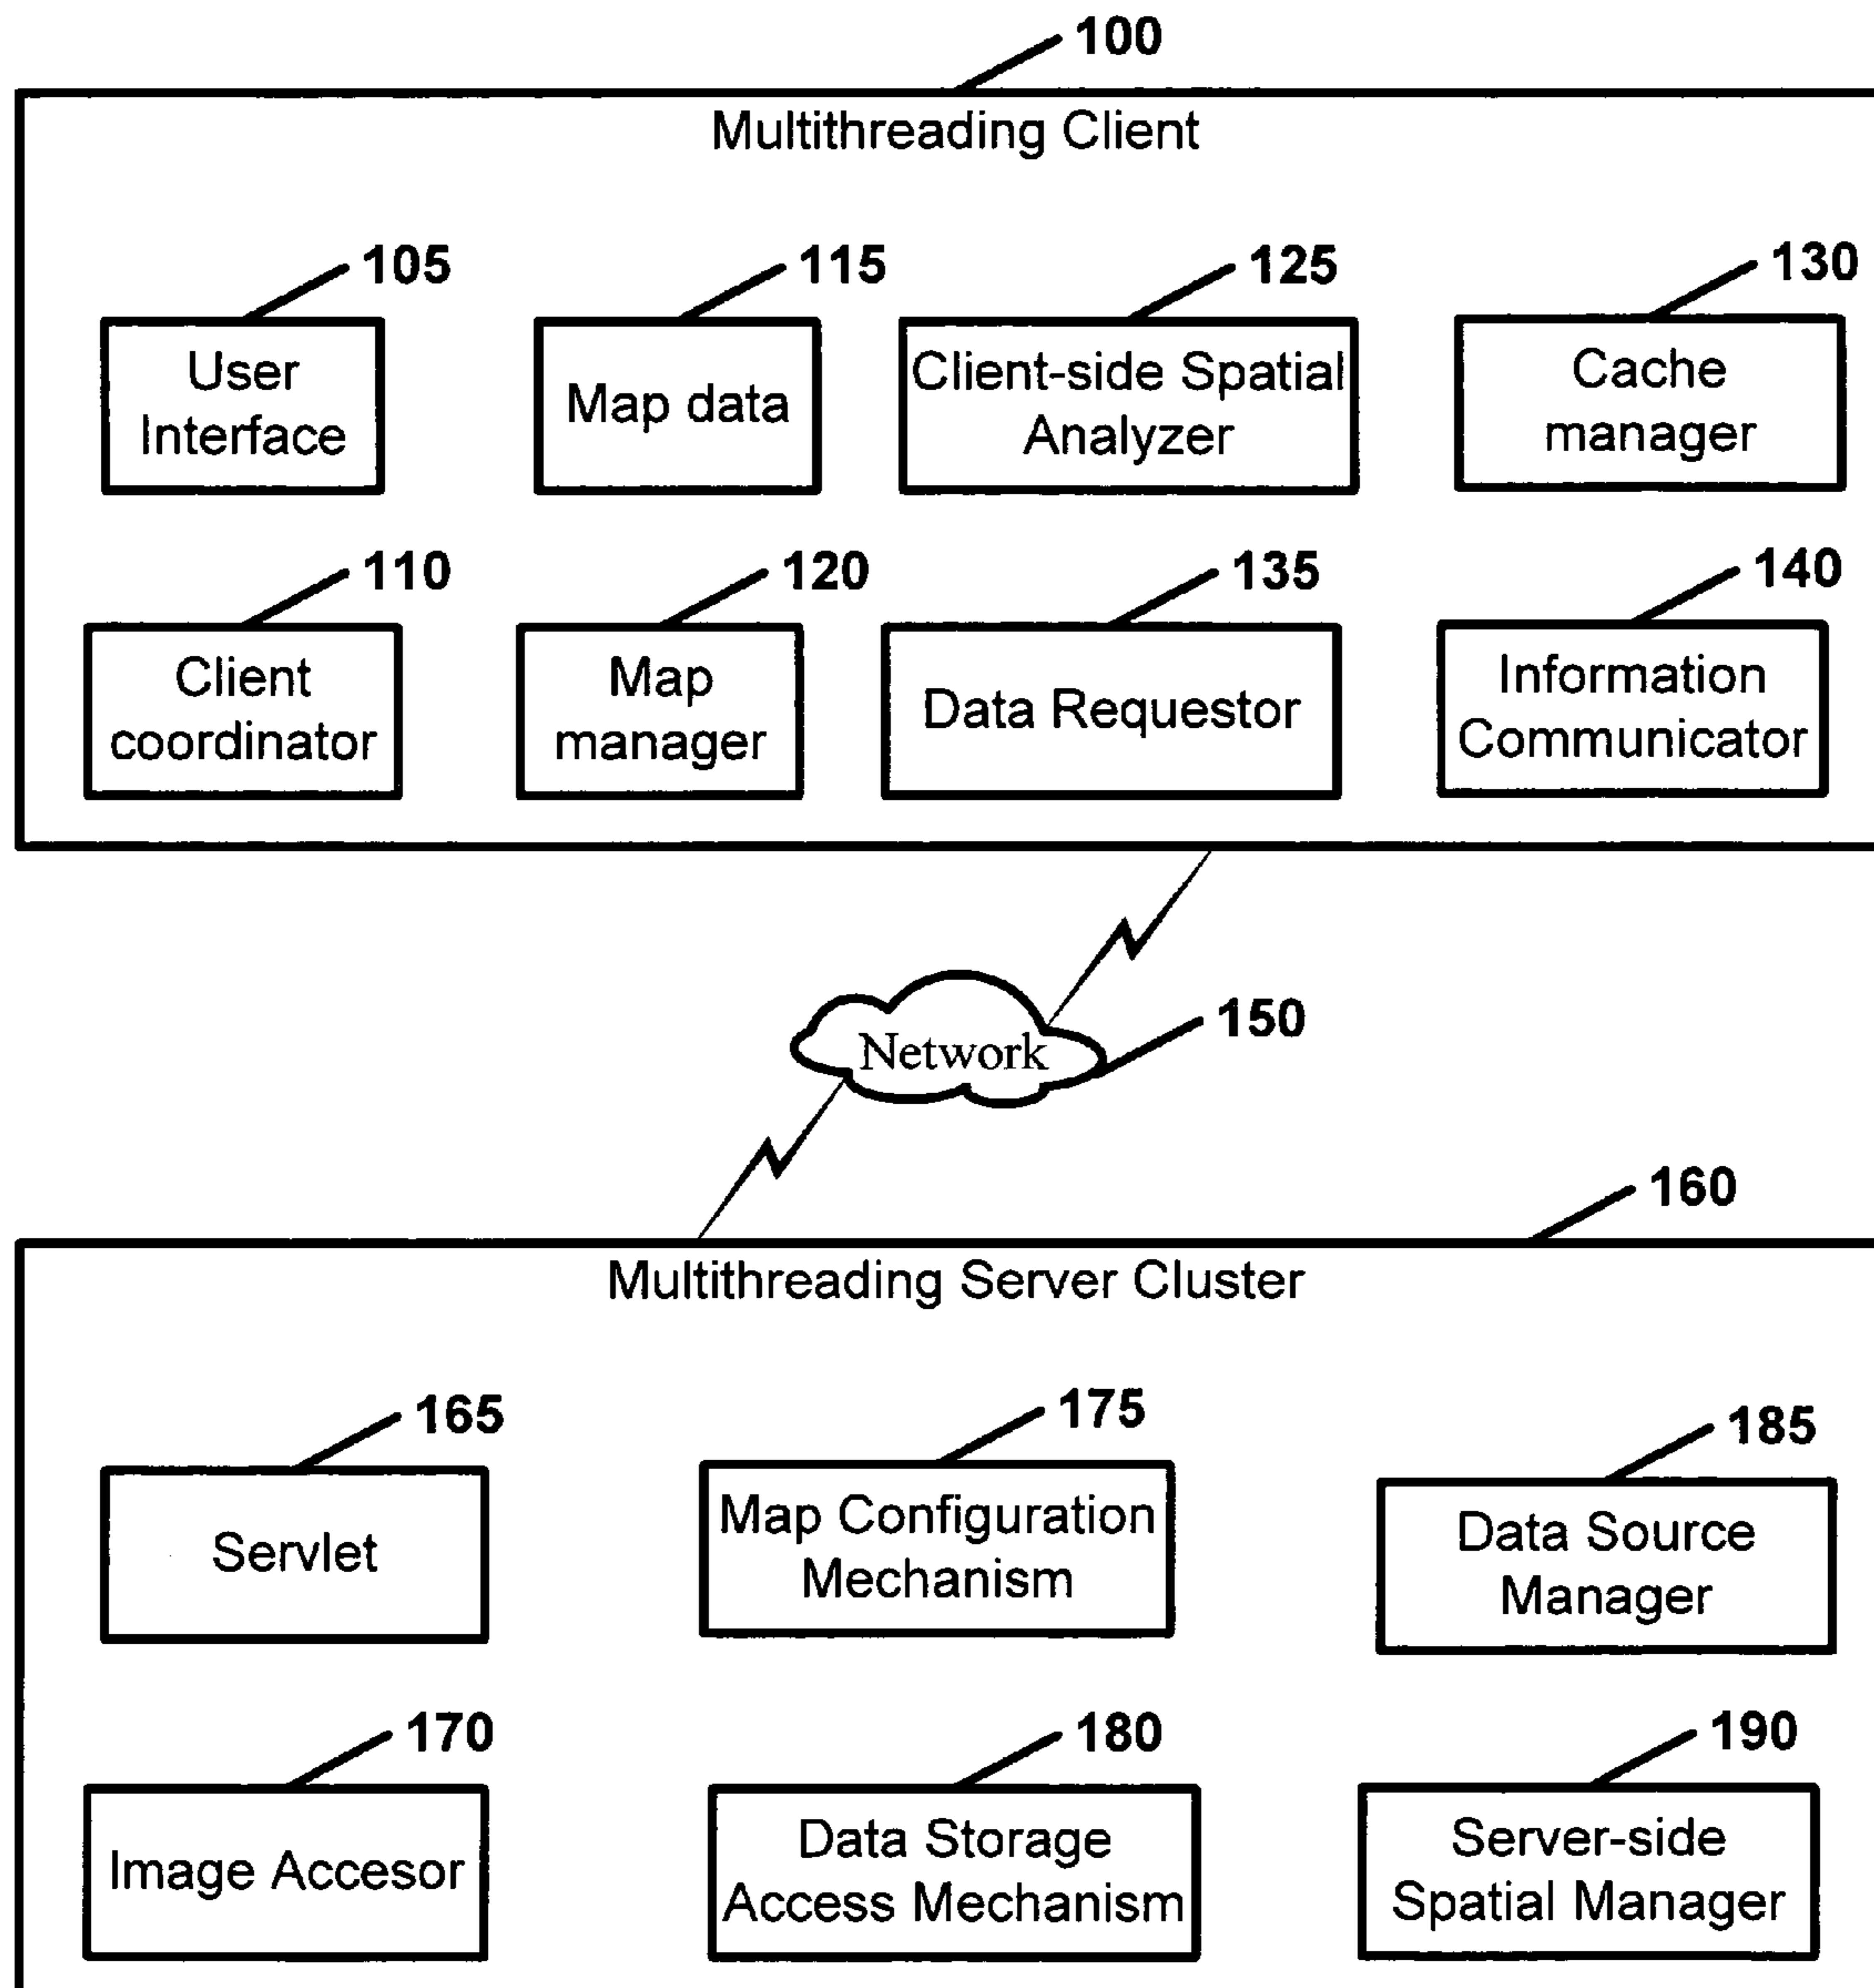 100
Multithreading Client
105
115
125
130
User
Interface
Map data
Client-side Spatial
Analyzer
Cache
manager
110
120
135
140
Client
coordinator
Map
manager
Data Requestor
Information
Communicator
Network
150
160
Multithreading Server Cluster
165
175
185
Servlet
Map Configuration
Mechanism
Data Source
Manager
170
180
190
Image Accesor
Data Storage
Access Mechanism
Server-side
Spatial Manager